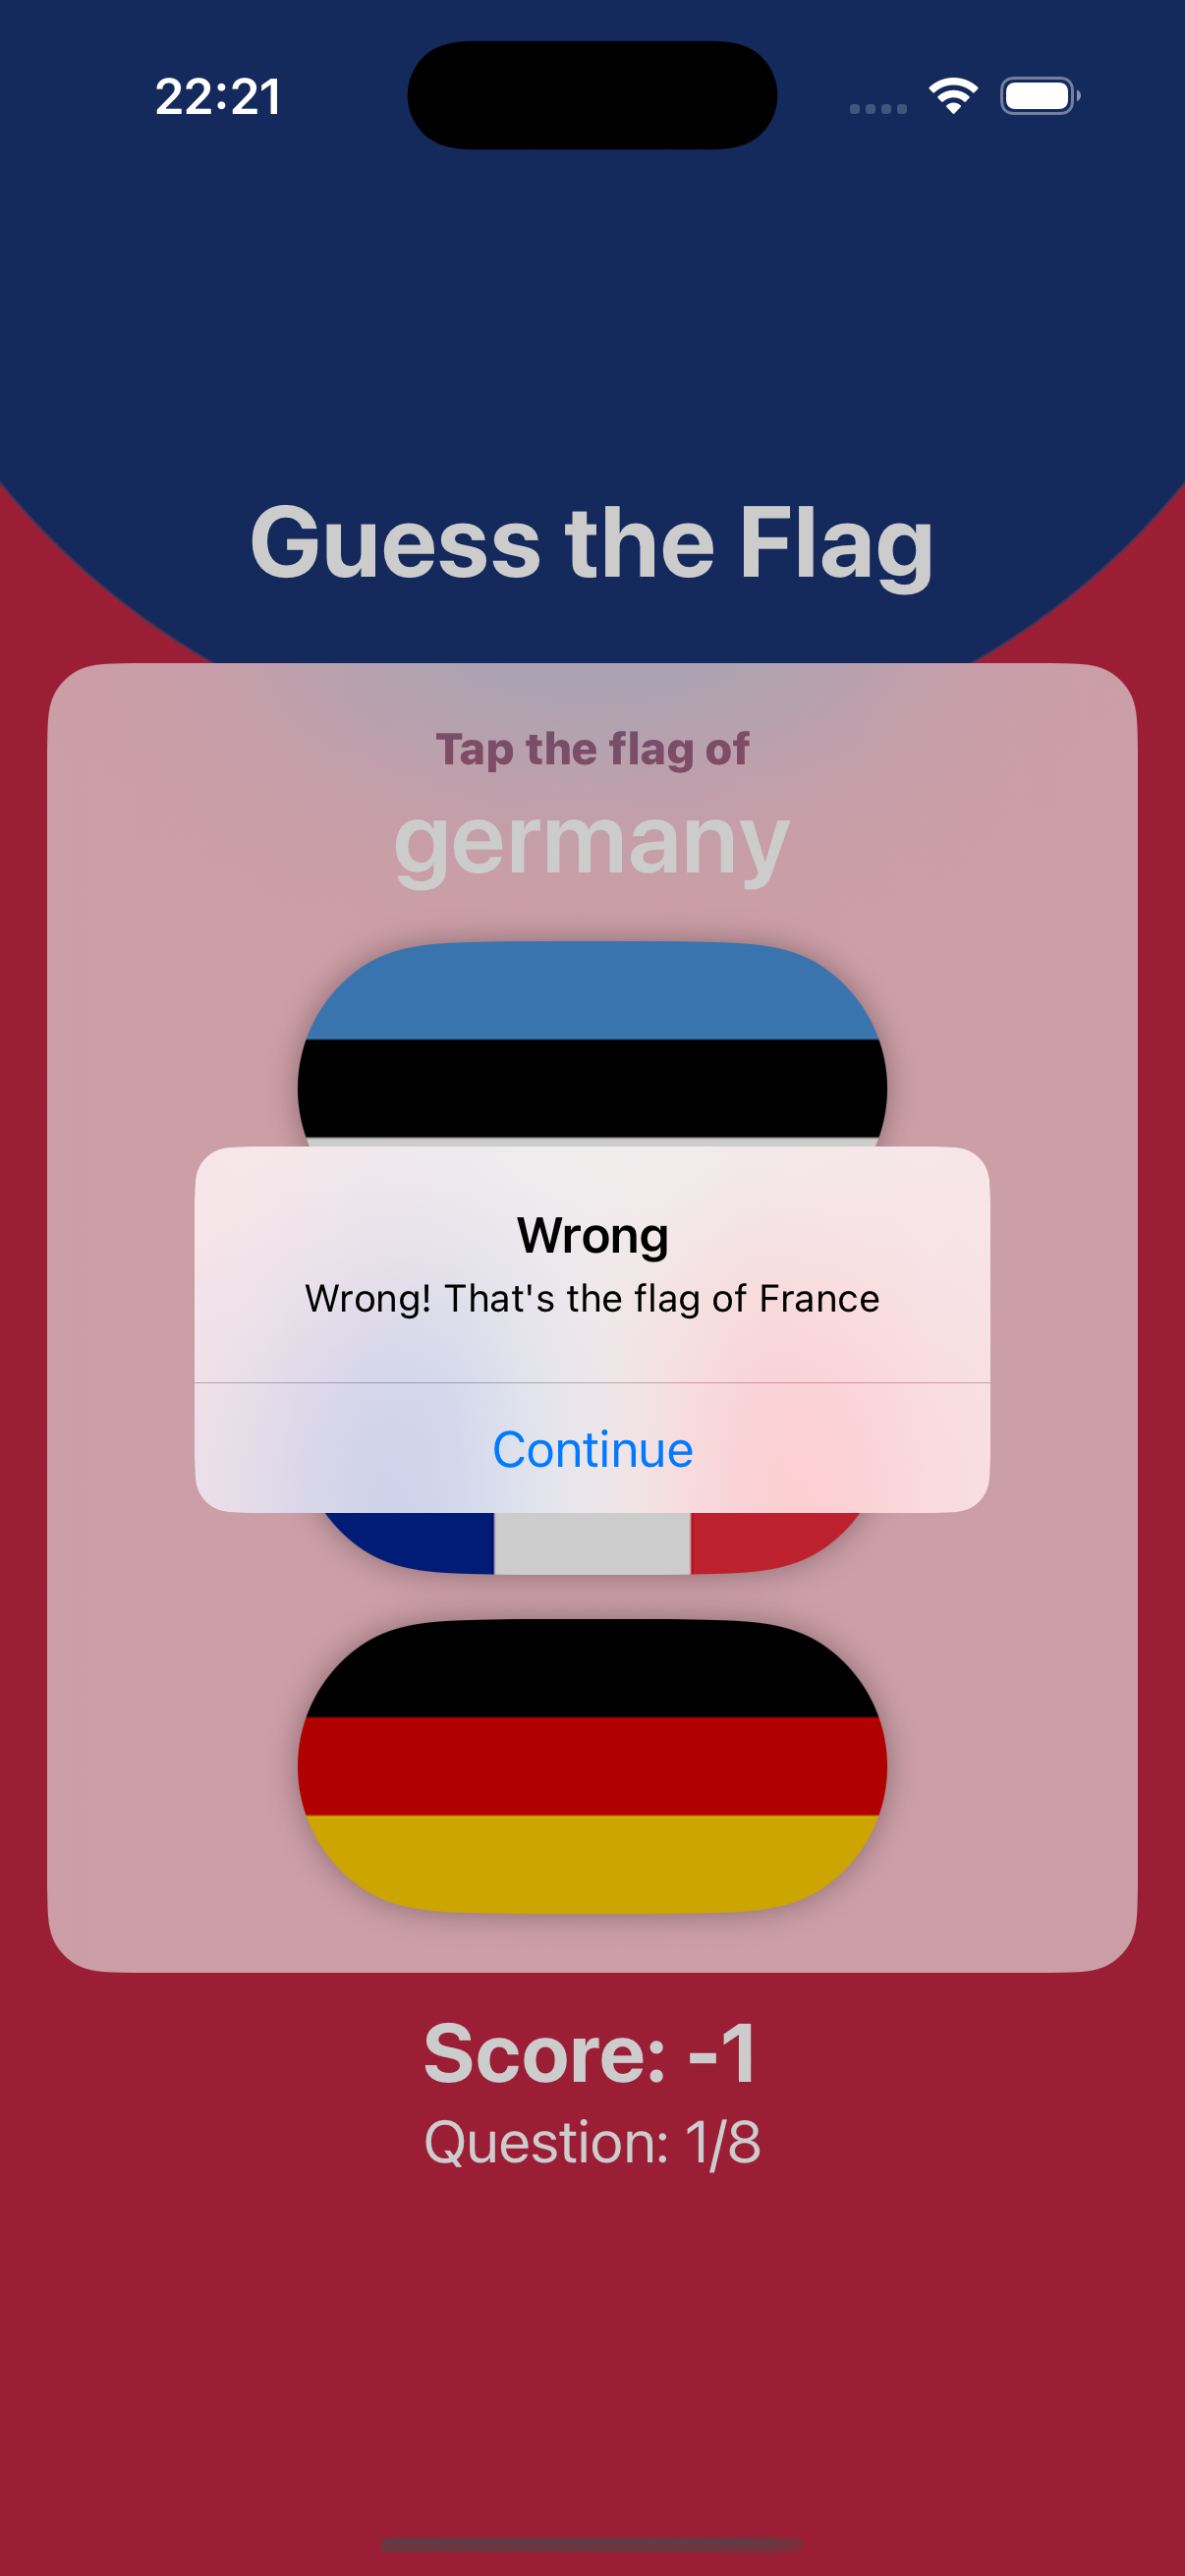 22:21
Guess the Flag
Tap the flag of
germany
Wrong
Wrong! That's the flag of France
Continue
Score: -1
Question: 1/8